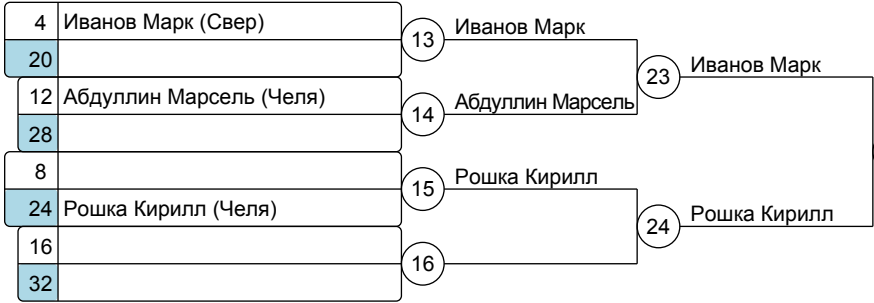 4 Иванов Марк (Свер)
13 Иванов Марк
20
23 Иванов Марк
12 Абдуллин Марсель (Челя)
14 Абдуллин Марсель
28
8
15 Рошка Кирилл
24 Рошка Кирилл (Челя)
24 Рошка Кирилл
16
16
32